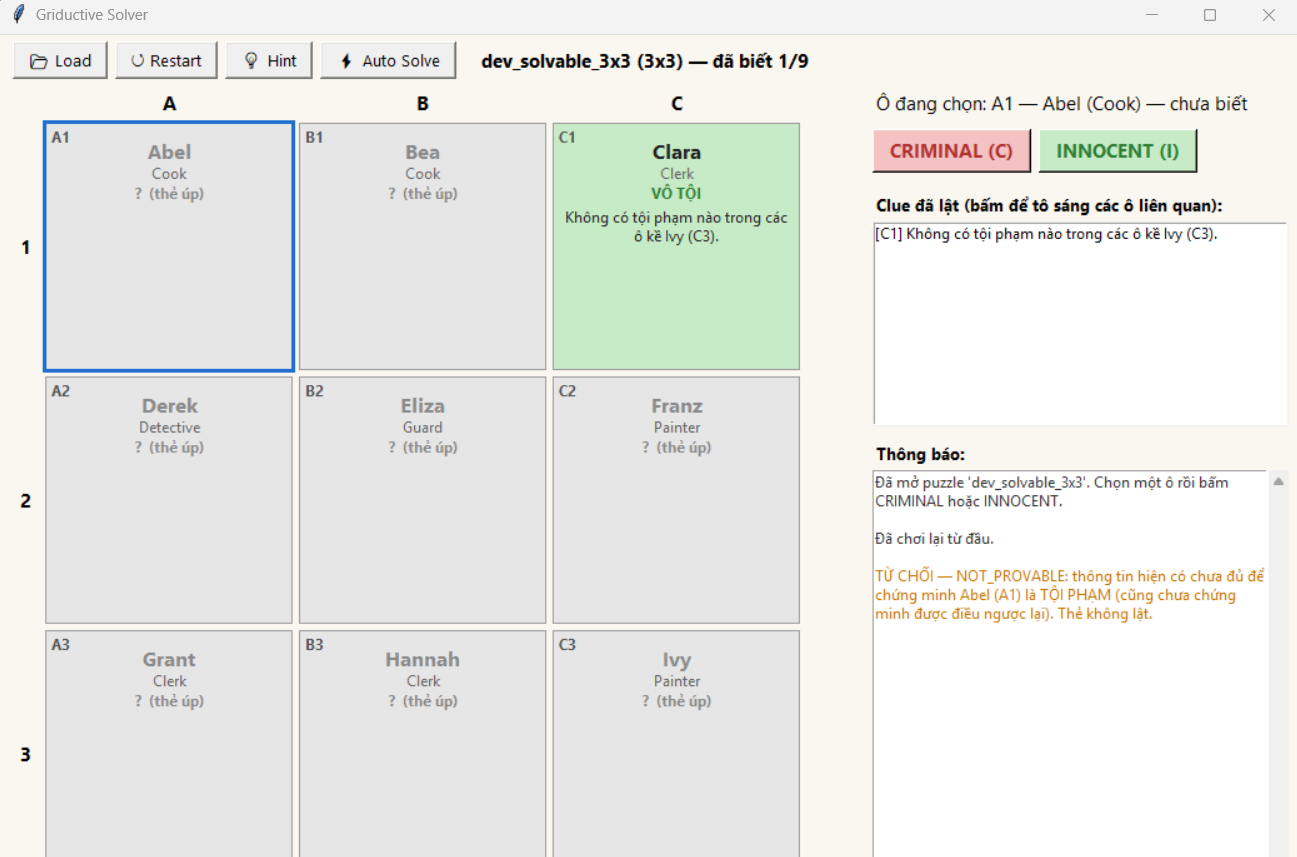 Griductive Solver
Load
Restart
Hint
Auto Solve
dev_solvable_3x3 (3x3) — đã biết 1/9
A
B
C
Ô đang chọn: A1 — Abel (Cook) — chưa biết
CRIMINAL (C)
INNOCENT (I)
1
A1
Abel
Cook
? (thẻ úp)
B1
Bea
Cook
? (thẻ úp)
C1
Clara
Clerk
VÔ TỘI
Không có tội phạm nào trong các
ô kề Ivy (C3).
2
A2
Derek
Detective
? (thẻ úp)
B2
Eliza
Guard
? (thẻ úp)
C2
Franz
Painter
? (thẻ úp)
3
A3
Grant
Clerk
? (thẻ úp)
B3
Hannah
Clerk
? (thẻ úp)
C3
Ivy
Painter
? (thẻ úp)
Clue đã lật (bấm để tô sáng các ô liên quan):
[C1] Không có tội phạm nào trong các ô kề Ivy (C3).
Thông báo:
Đã mở puzzle 'dev_solvable_3x3'. Chọn một ô rồi bấm
CRIMINAL hoặc INNOCENT.
Đã chơi lại từ đầu.
TỪ CHỐI — NOT_PROVABLE: thông tin hiện có chưa đủ để
chứng minh Abel (A1) là TỘI PHẠM (cũng chưa chứng
minh được điều ngược lại). Thẻ không lật.